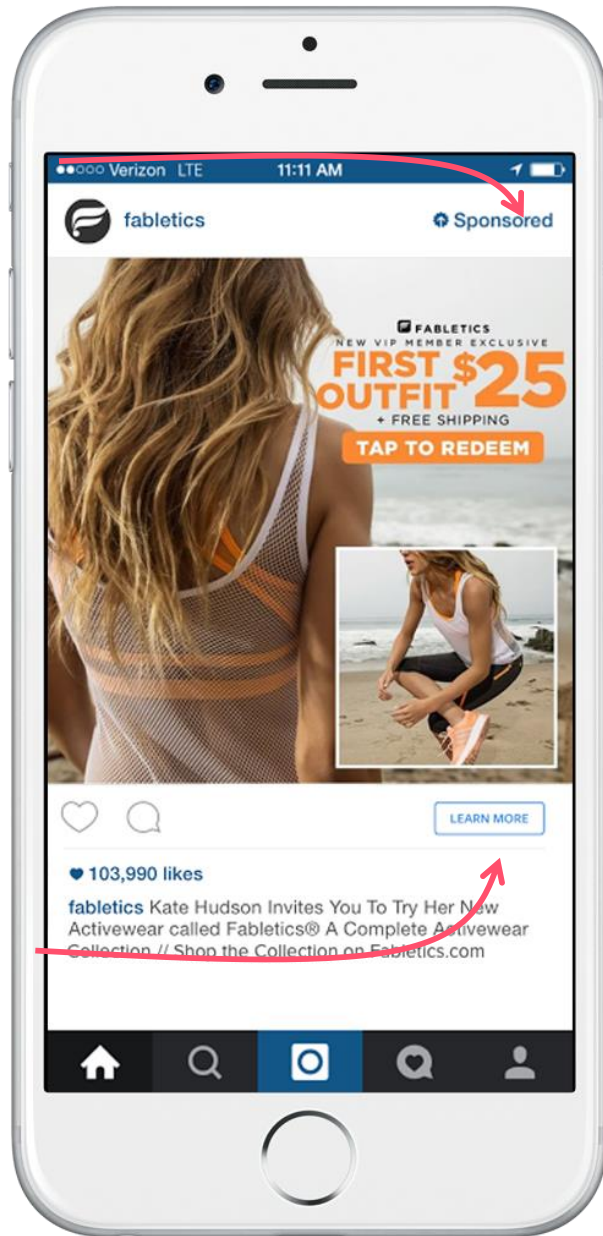 Verizon LTE 11:11 AM
fabletics Sponsored
FABLETICS
NEW VIP MEMBER EXCLUSIVE
FIRST $25
OUTFIT
+ FREE SHIPPING
TAP TO REDEEM
LEARN MORE
103,990 likes
fabletics Kate Hudson Invites You To Try Her New
Activewear called Fabletics® A Complete Activewear
Collection // Shop the Collection on Fabletics.com